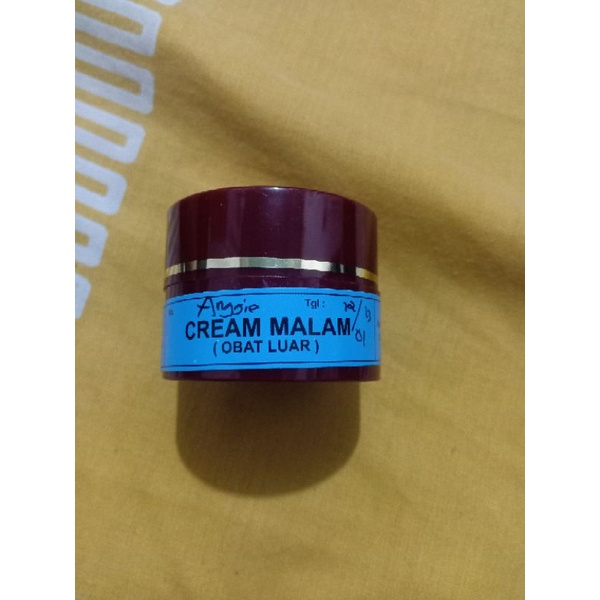 Angie Tgl :
CREAM MALAM
( OBAT LUAR )